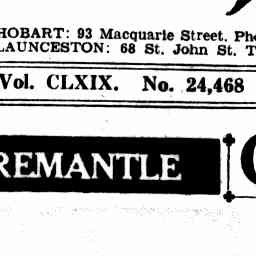 HOBART: 93 Macquarie Street. Pho
LAUNCESTON: 68 St. John St. T
Vol. CLXIX. No. 24,468
REMANTLE